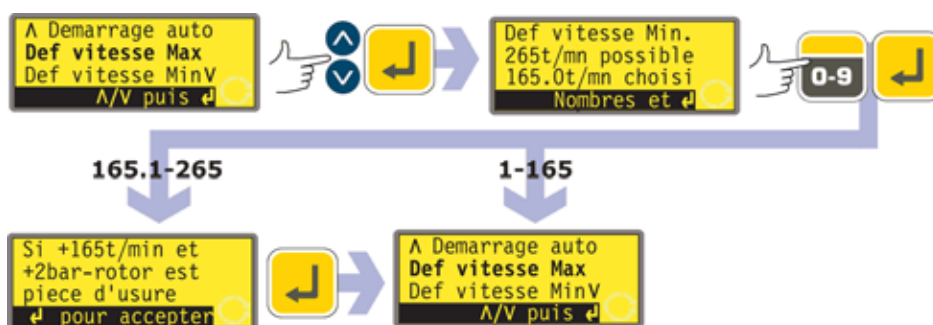 Λ Demarrage auto
Def vitesse Max
Def vitesse MinV
Λ/V puis ↲
Def vitesse Min.
265t/mn possible
165.0t/mn choisi
Nombres et ↲
0-9
165.1-265
1-165
Si +165t/min et
+2bar-rotor est
piece d'usure
↲ pour accepter
Λ Demarrage auto
Def vitesse Max
Def vitesse MinV
Λ/V puis ↲